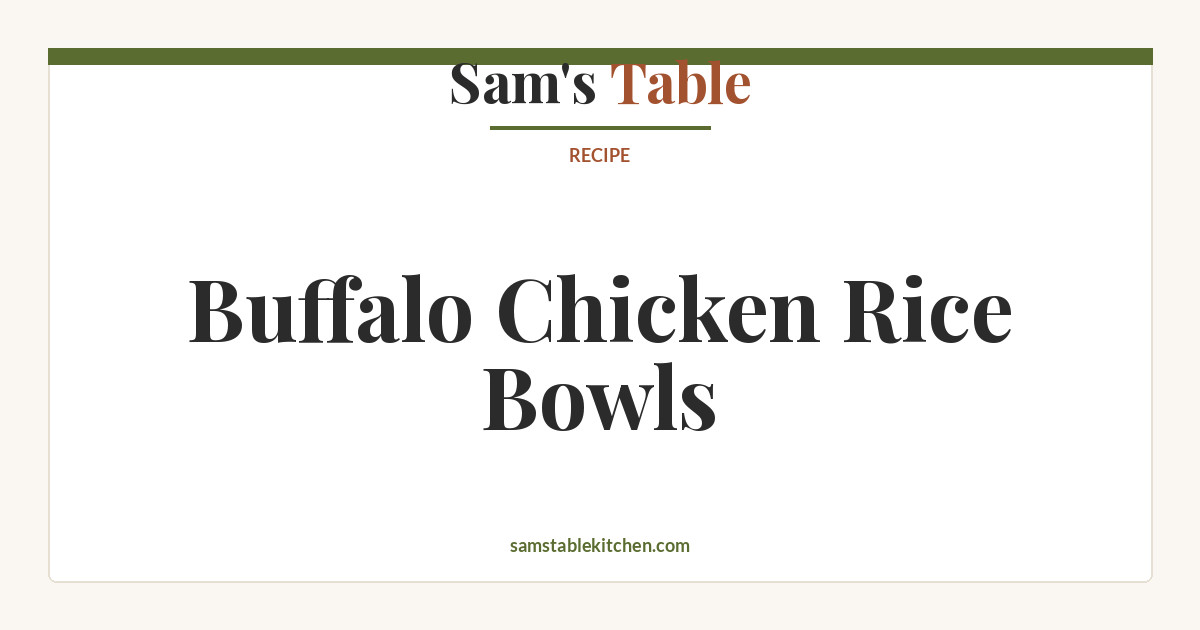 Sam's Table
RECIPE
Buffalo Chicken Rice
Bowls
samstablekitchen.com